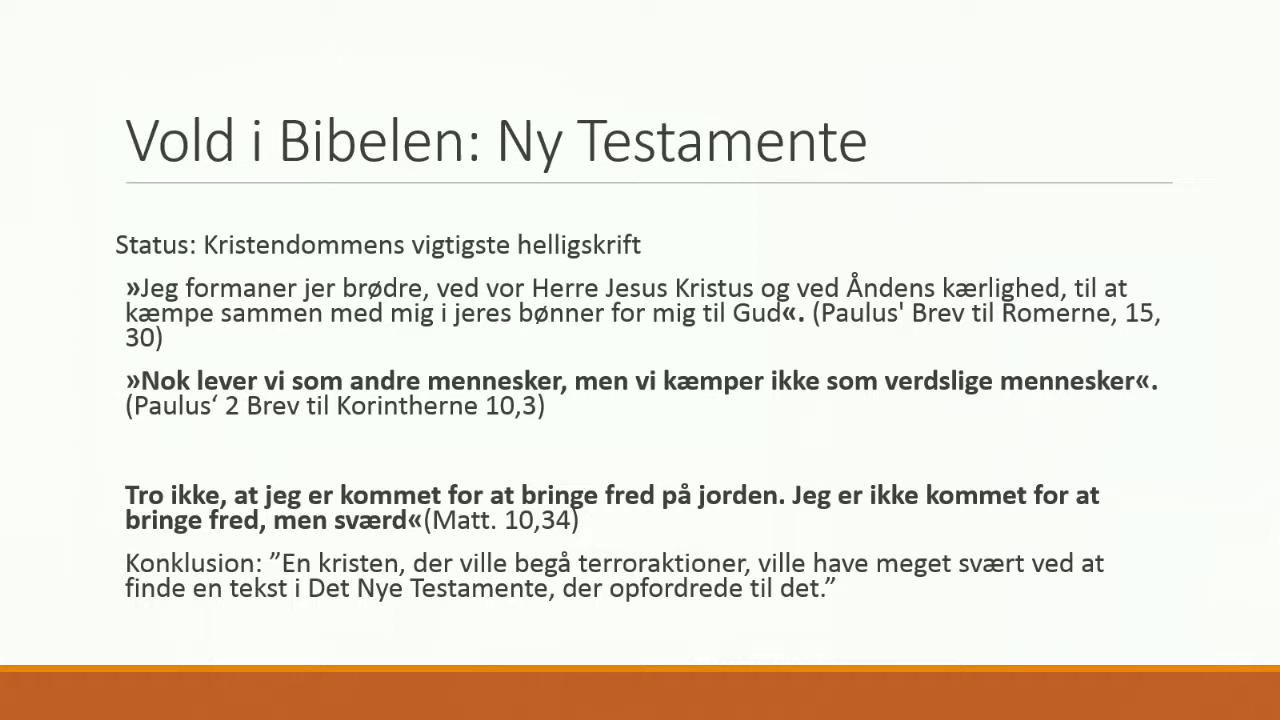 Vold i Bibelen: Ny Testamente
Status: Kristendommens vigtigste helligskrift
»Jeg formaner jer brødre, ved vor Herre Jesus Kristus og ved Åndens kærlighed, til at
kæmpe sammen med mig i jeres bønner for mig til Gud«. (Paulus' Brev til Romerne, 15,
30)
»Nok lever vi som andre mennesker, men vi kæmper ikke som verdslige mennesker«.
(Paulus‘ 2 Brev til Korintherne 10,3)
Tro ikke, at jeg er kommet for at bringe fred på jorden. Jeg er ikke kommet for at
bringe fred, men sværd«(Matt. 10,34)
Konklusion: ”En kristen, der ville begå terroraktioner, ville have meget svært ved at
finde en tekst i Det Nye Testamente, der opfordrede til det.”